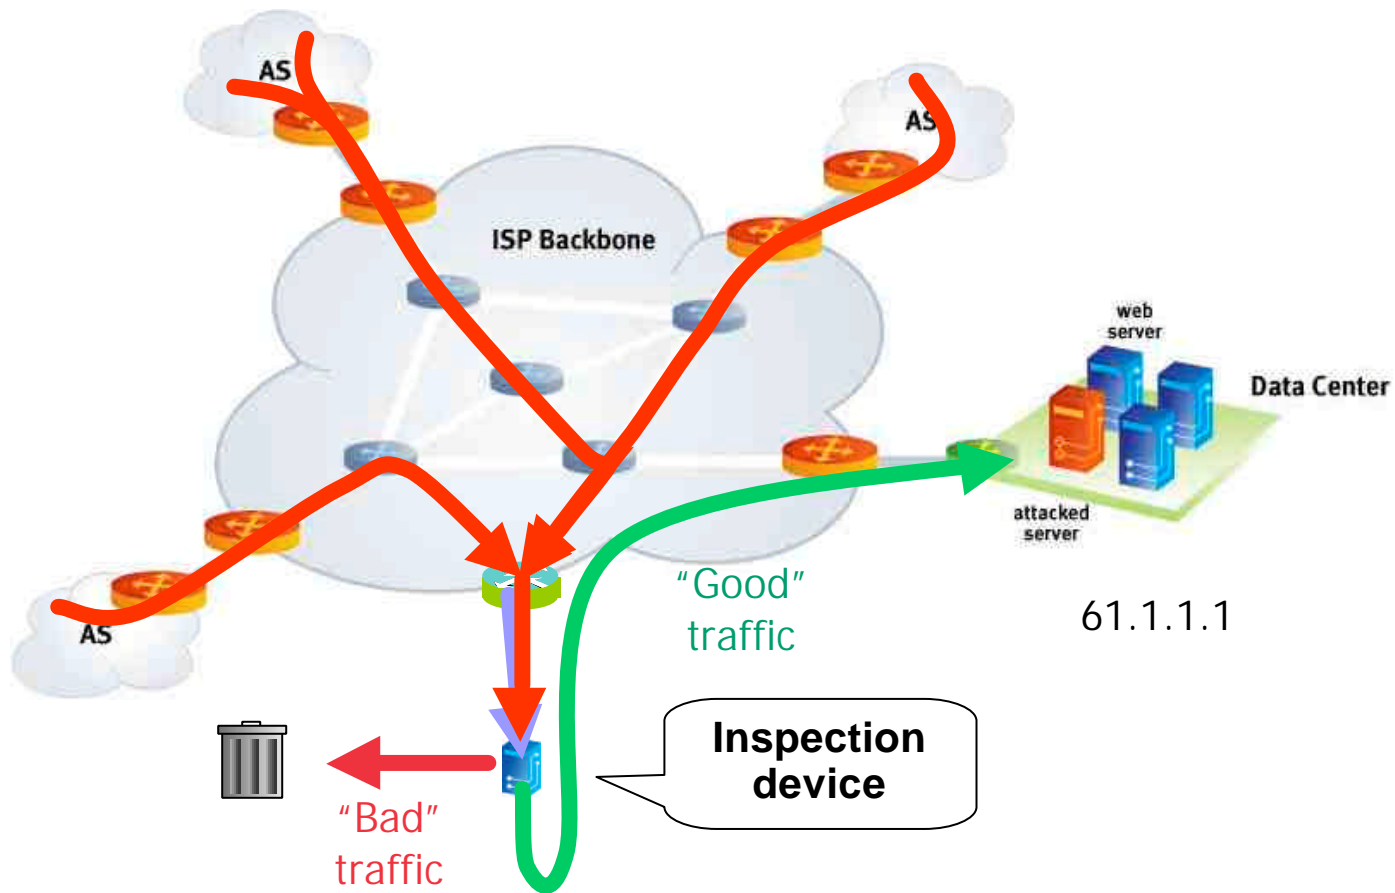 AS
AS
ISP Backbone
web
server
Data Center
attacked
server
“Good”
traffic
61.1.1.1
AS
Inspection
device
“Bad”
traffic